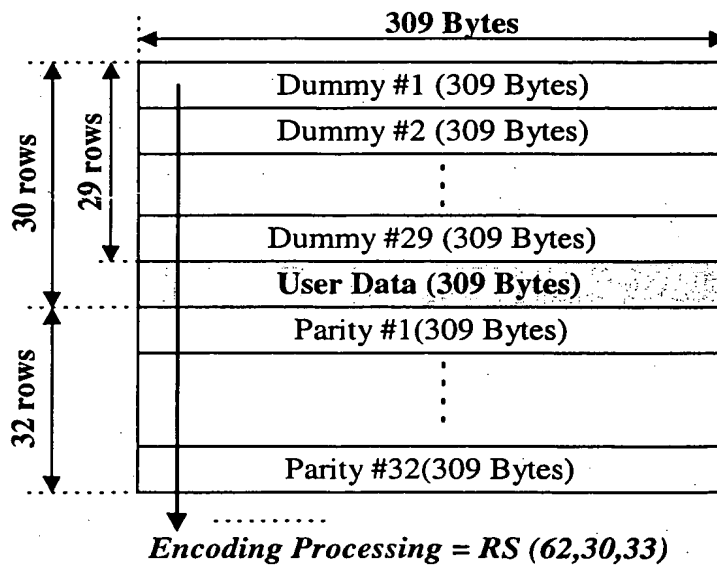 309 Bytes
Dummy #1 (309 Bytes)
Dummy #2 (309 Bytes)
30 rows
29 rows
Dummy #29 (309 Bytes)
User Data (309 Bytes)
Parity #1(309 Bytes)
32 rows
Parity #32(309 Bytes)
Encoding Processing = RS (62,30,33)